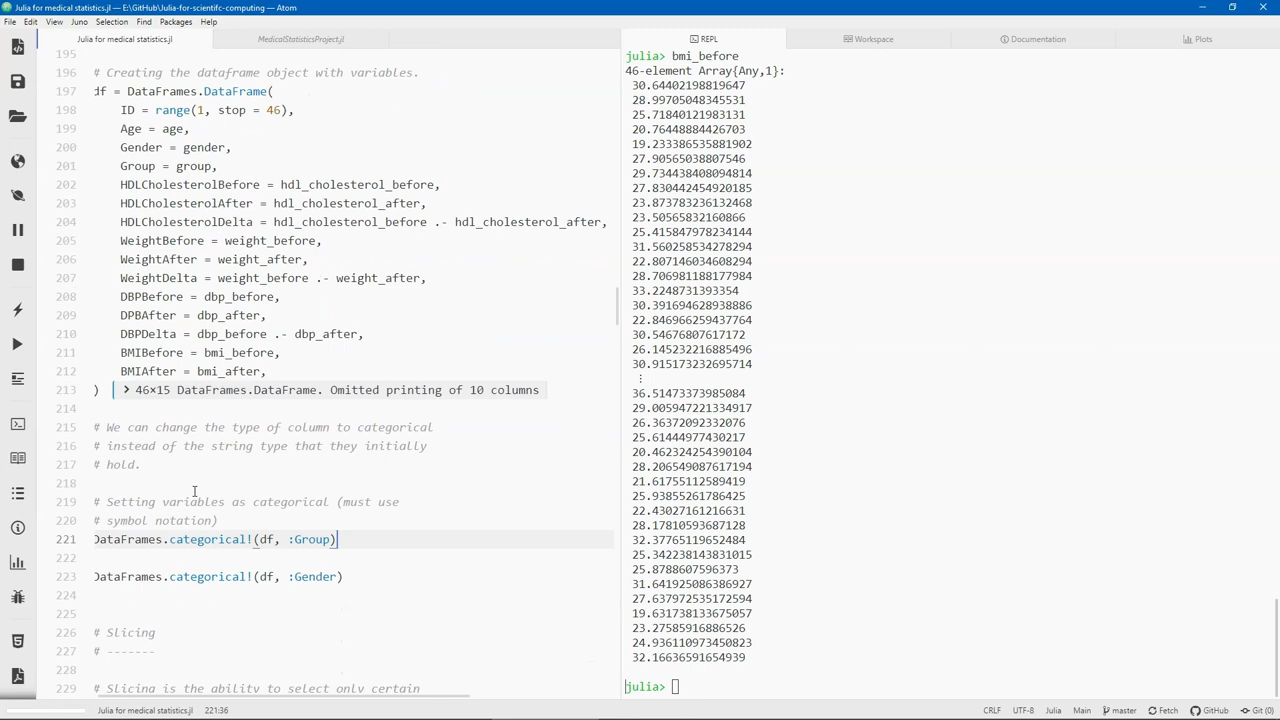 Julia for medical statistics.jl — E:\GitHub\Julia-for-scientifc-computing — Atom
File Edit View Juno Selection Find Packages Help
Julia for medical statistics.jl MedicalStatisticsProject.jl
195
196 # Creating the dataframe object with variables.
197 df = DataFrames.DataFrame(
198 ID = range(1, stop = 46),
199 Age = age,
200 Gender = gender,
201 Group = group,
202 HDLCholesterolBefore = hdl_cholesterol_before,
203 HDLCholesterolAfter = hdl_cholesterol_after,
204 HDLCholesterolDelta = hdl_cholesterol_before .- hdl_cholesterol_after,
205 WeightBefore = weight_before,
206 WeightAfter = weight_after,
207 WeightDelta = weight_before .- weight_after,
208 DBPBefore = dbp_before,
209 DPBAfter = dbp_after,
210 DBPDelta = dbp_before .- dbp_after,
211 BMIBefore = bmi_before,
212 BMIAfter = bmi_after,
213 ) > 46×15 DataFrames.DataFrame. Omitted printing of 10 columns
214
215 # We can change the type of column to categorical
216 # instead of the string type that they initially
217 # hold.
218
219 # Setting variables as categorical (must use
220 # symbol notation)
221 DataFrames.categorical!(df, :Group)
222
223 DataFrames.categorical!(df, :Gender)
224
225
226 # Slicing
227 # -------
228
229 # Slicing is the ability to select only certain
REPL Workspace Documentation Plots
julia> bmi_before
46-element Array{Any,1}:
30.64402198819647
28.99705048345531
25.71840121983131
20.76448884426703
19.233386535881902
27.90565038807546
29.734438408094814
27.830442454920185
23.873783236132468
23.50565832160866
25.415847978234144
31.560258534278294
22.807146034608294
28.706981188177984
33.2248731393354
30.391694628938886
22.846966259437764
30.54676807617172
26.145232216885496
30.915173232695714
⋮
36.51473373985084
29.005947221334917
26.36372092332076
25.61444977430217
20.462324254390104
28.206549087617194
21.61755112589419
25.93855261786425
22.43027161216631
28.17810593687128
32.37765119652484
25.342238143831015
25.8788607596373
31.641925086386927
27.637972535172594
19.631738133675057
23.27585916886526
24.936110973450823
32.16636591654939
julia>
Julia for medical statistics.jl 221:36 CRLF UTF-8 Julia Main master Fetch GitHub Git (0)